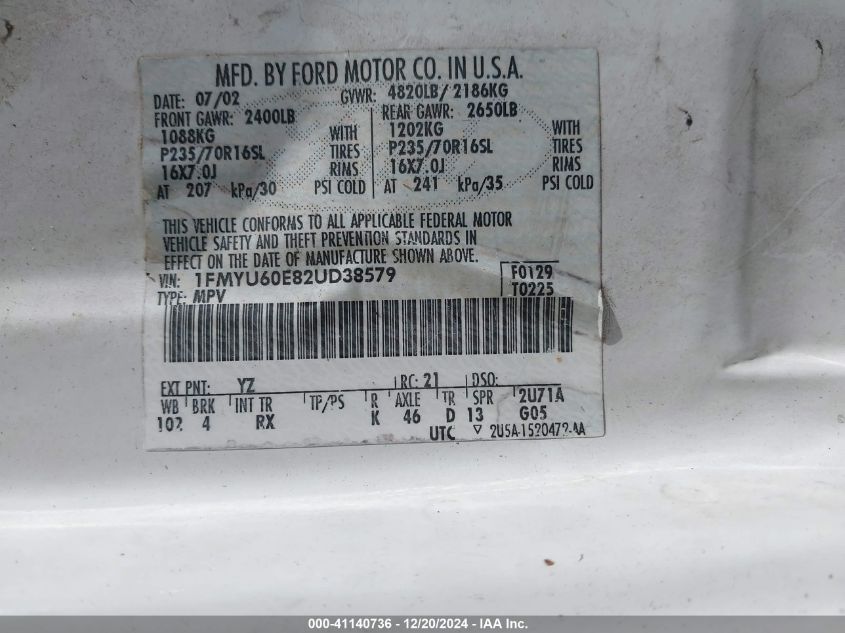 MFD. BY FORD MOTOR CO. IN U.S.A.
DATE: 07/02 GVWR: 4820LB/ 2186KG
FRONT GAWR: 2400LB REAR GAWR: 2650LB
1088KG WITH 1202KG WITH
P235/70R16SL TIRES P235/70R16SL TIRES
16X7.0J RIMS 16X7.0J RIMS
AT 207 kPa/30 PSI COLD AT 241 kPa/35 PSI COLD
THIS VEHICLE CONFORMS TO ALL APPLICABLE FEDERAL MOTOR
VEHICLE SAFETY AND THEFT PREVENTION STANDARDS IN
EFFECT ON THE DATE OF MANUFACTURE SHOWN ABOVE.
VIN: 1FMYU60E82UD38579 F0129
TYPE: MPV T0225
EXT PNT: YZ RC: 21 DSO:
WB BRK INT TR TP/PS R AXLE TR SPR 2U71A
102 4 RX K 46 D 13 G05
UTC ▽ 2U5A-1520472-AA
000-41140736 - 12/20/2024 - IAA Inc.